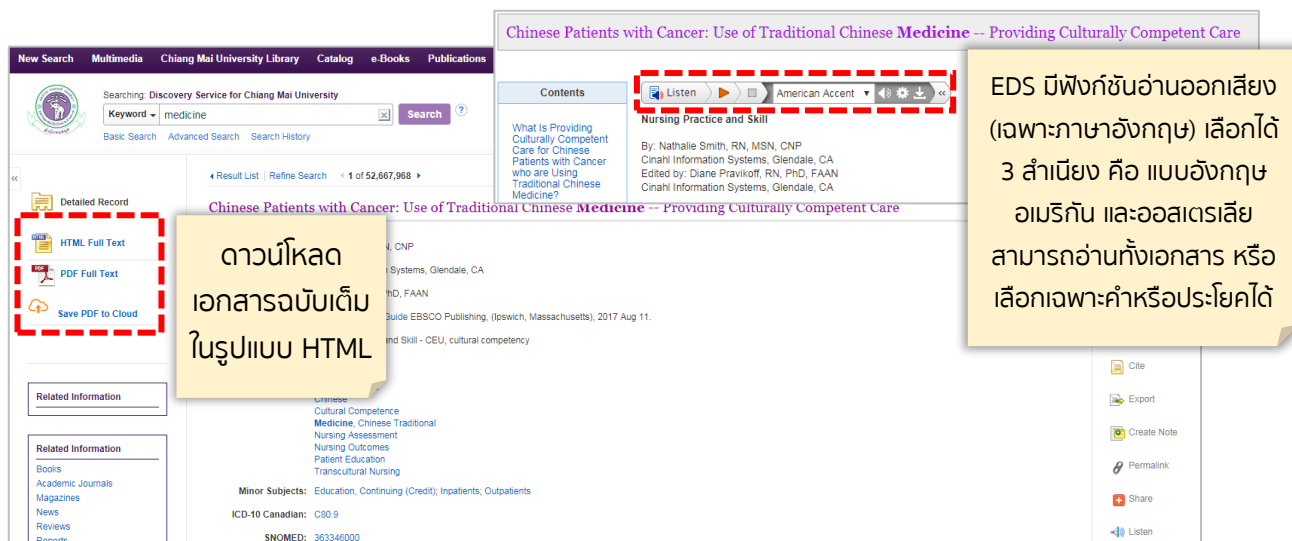 New Search Multimedia Chiang Mai University Library Catalog e-Books Publications
Searching: Discovery Service for Chiang Mai University
Keyword medicine Search ?
Basic Search Advanced Search Search History
Result List Refine Search 1 of 52,667,968
Detailed Record
HTML Full Text
PDF Full Text
Save PDF to Cloud
Related Information
Related Information
Books
Academic Journals
Magazines
News
Reviews
Reports
Chinese Patients with Cancer: Use of Traditional Chinese Medicine -- Providing Culturally Competent Care
, CNP
Systems, Glendale, CA
PhD, FAAN
Guide EBSCO Publishing, (Ipswich, Massachusetts), 2017 Aug 11.
and Skill - CEU, cultural competency
Chinese
Cultural Competence
Medicine, Chinese Traditional
Nursing Assessment
Nursing Outcomes
Patient Education
Transcultural Nursing
Minor Subjects: Education, Continuing (Credit); Inpatients; Outpatients
ICD-10 Canadian: C80.9
SNOMED: 363346000
ดาวน์โหลด
เอกสารฉบับเต็ม
ในรูปแบบ HTML
Chinese Patients with Cancer: Use of Traditional Chinese Medicine -- Providing Culturally Competent Care
Contents
What Is Providing
Culturally Competent
Care for Chinese
Patients with Cancer
who are Using
Traditional Chinese
Medicine?
Listen American Accent
Nursing Practice and Skill
By: Nathalie Smith, RN, MSN, CNP
Cinahl Information Systems, Glendale, CA
Edited by: Diane Pravikoff, RN, PhD, FAAN
Cinahl Information Systems, Glendale, CA
EDS มีฟังก์ชันอ่านออกเสียง
(เฉพาะภาษาอังกฤษ) เลือกได้
3 สำเนียง คือ แบบอังกฤษ
อเมริกัน และออสเตรเลีย
สามารถอ่านทั้งเอกสาร หรือ
เลือกเฉพาะคำหรือประโยคได้
Cite
Export
Create Note
Permalink
Share
Listen